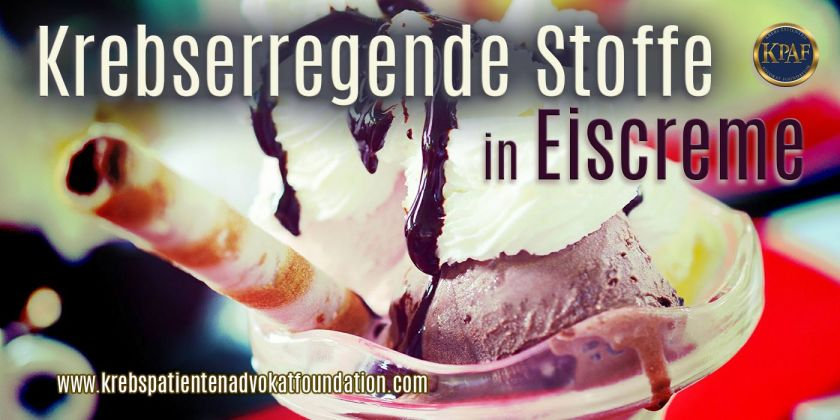 Krebserregende Stoffe
KPAF
in Eiscreme
www.krebspatientenadvokatfoundation.com